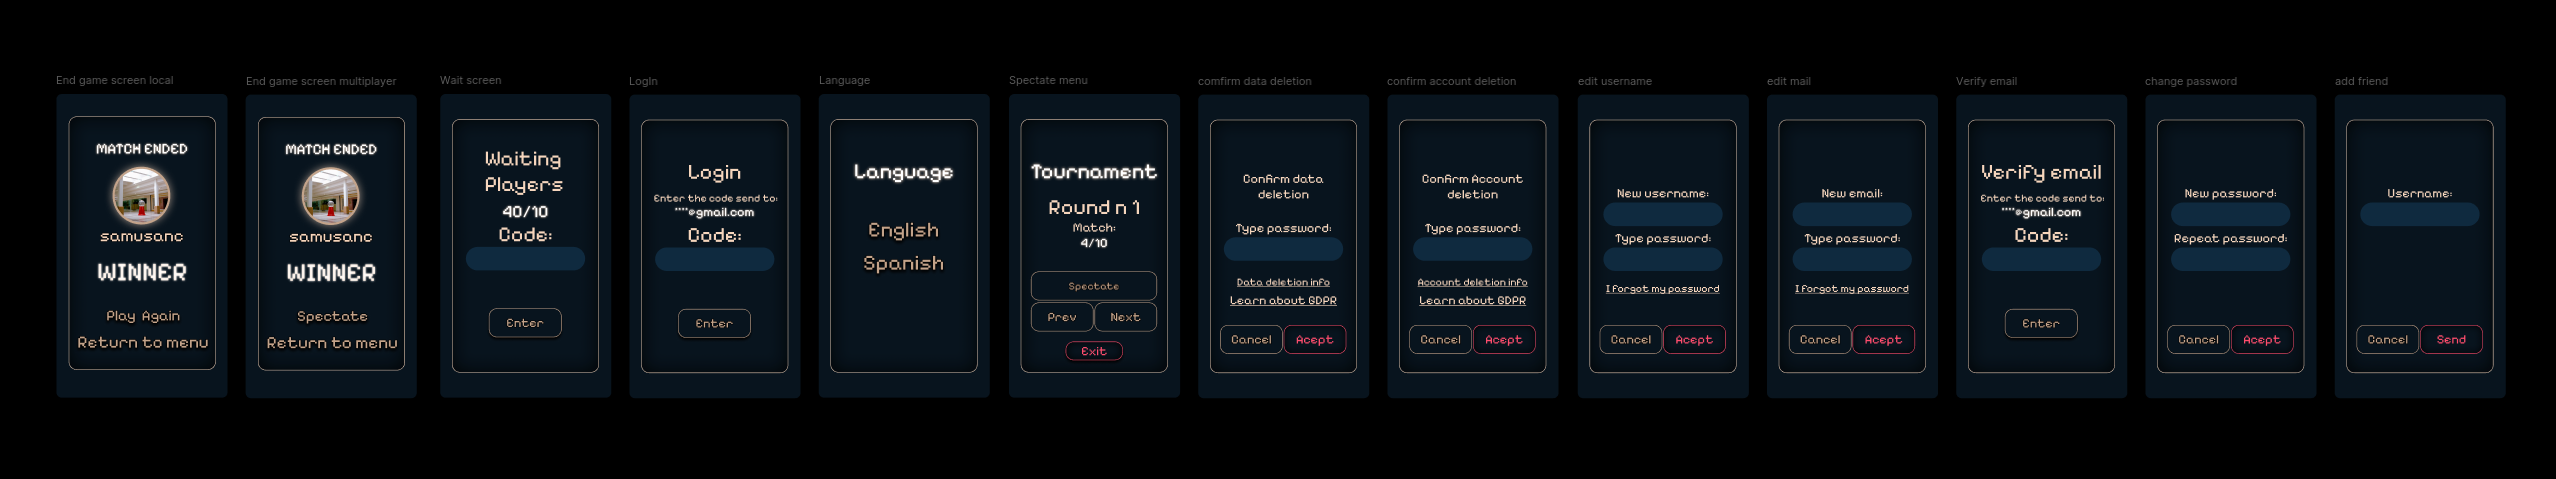 End game screen local
MATCH ENDED
samusanc
WINNER
Play Again
Return to menu
End game screen multiplayer
MATCH ENDED
samusanc
WINNER
Spectate
Return to menu
Wait screen
Waiting
Players
40/10
Code:
Enter
LogIn
Login
Enter the code send to:
****@gmail.com
Code:
Enter
Language
Language
English
Spanish
Spectate menu
Tournament
Round n 1
Match:
4/10
Spectate
Prev Next
Exit
comfirm data deletion
Confirm data
deletion
Type password:
Data deletion info
Learn about GDPR
Cancel Acept
confirm account deletion
Confirm Account
deletion
Type password:
Account deletion info
Learn about GDPR
Cancel Acept
edit username
New username:
Type password:
I forgot my password
Cancel Acept
edit mail
New email:
Type password:
I forgot my password
Cancel Acept
Verify email
Verify email
Enter the code send to:
****@gmail.com
Code:
Enter
change password
New password:
Repeat password:
Cancel Acept
add friend
Username:
Cancel Send